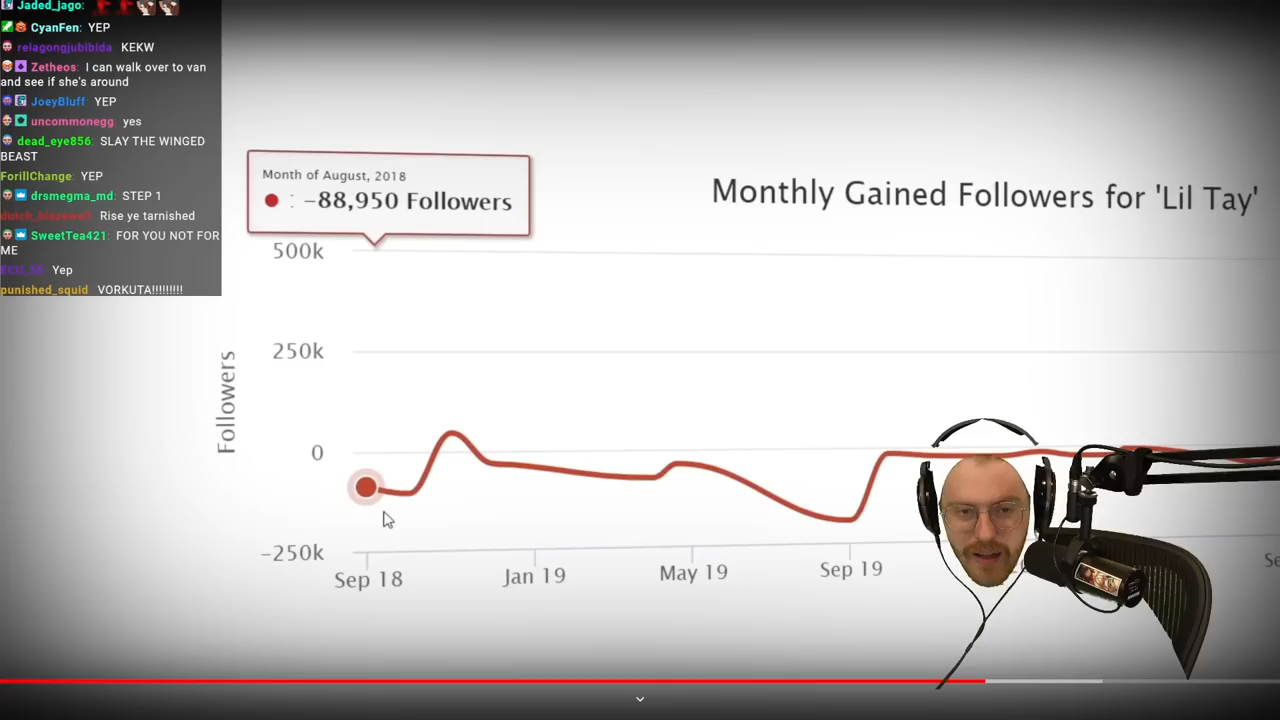 Jaded_jago:
CyanFen: YEP
relagongjubibida KEKW
Zetheos: I can walk over to van
and see if she's around
JoeyBluff: YEP
uncommonegg: yes
dead_eye856: SLAY THE WINGED
BEAST
ForillChange: YEP
drsmegma_md: STEP 1
Rise ye tarnished
SweetTea421: FOR YOU NOT FOR
ME
Yep
punished_squid VORKUTA!!!!!!!!!
Month of August, 2018
: -88,950 Followers
Monthly Gained Followers for 'Lil Tay'
500k
250k
0
-250k
Followers
Sep 18
Jan 19
May 19
Sep 19